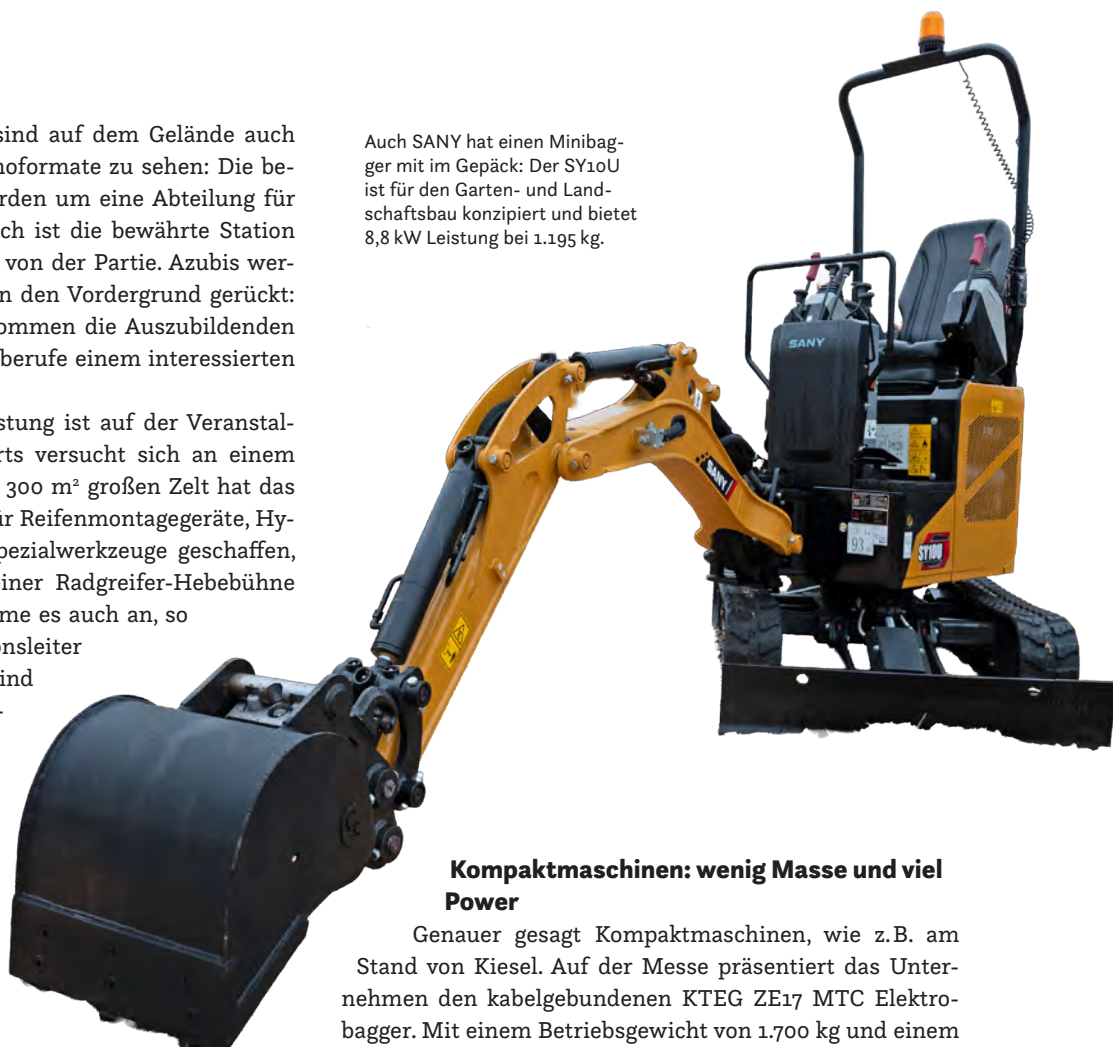 sind auf dem Gelände auch
noformate zu sehen: Die be-
rden um eine Abteilung für
ch ist die bewährte Station
von der Partie. Azubis wer-
n den Vordergrund gerückt:
ommen die Auszubildenden
berufe einem interessierten
stung ist auf der Veranstal-
rts versucht sich an einem
300 m² großen Zelt hat das
ür Reifenmontagegeräte, Hy-
pezialwerkzeuge geschaffen,
einer Radgreifer-Hebebühne
me es auch an, so
onsleiter
ind
-
Auch SANY hat einen Minibag-
ger mit im Gepäck: Der SY10U
ist für den Garten- und Land-
schaftsbau konzipiert und bietet
8,8 kW Leistung bei 1.195 kg.
SANY
SANY
93
SY10U
Kompaktmaschinen: wenig Masse und viel
Power
Genauer gesagt Kompaktmaschinen, wie z.B. am
Stand von Kiesel. Auf der Messe präsentiert das Unter-
nehmen den kabelgebundenen KTEG ZE17 MTC Elektro-
bagger. Mit einem Betriebsgewicht von 1.700 kg und einem